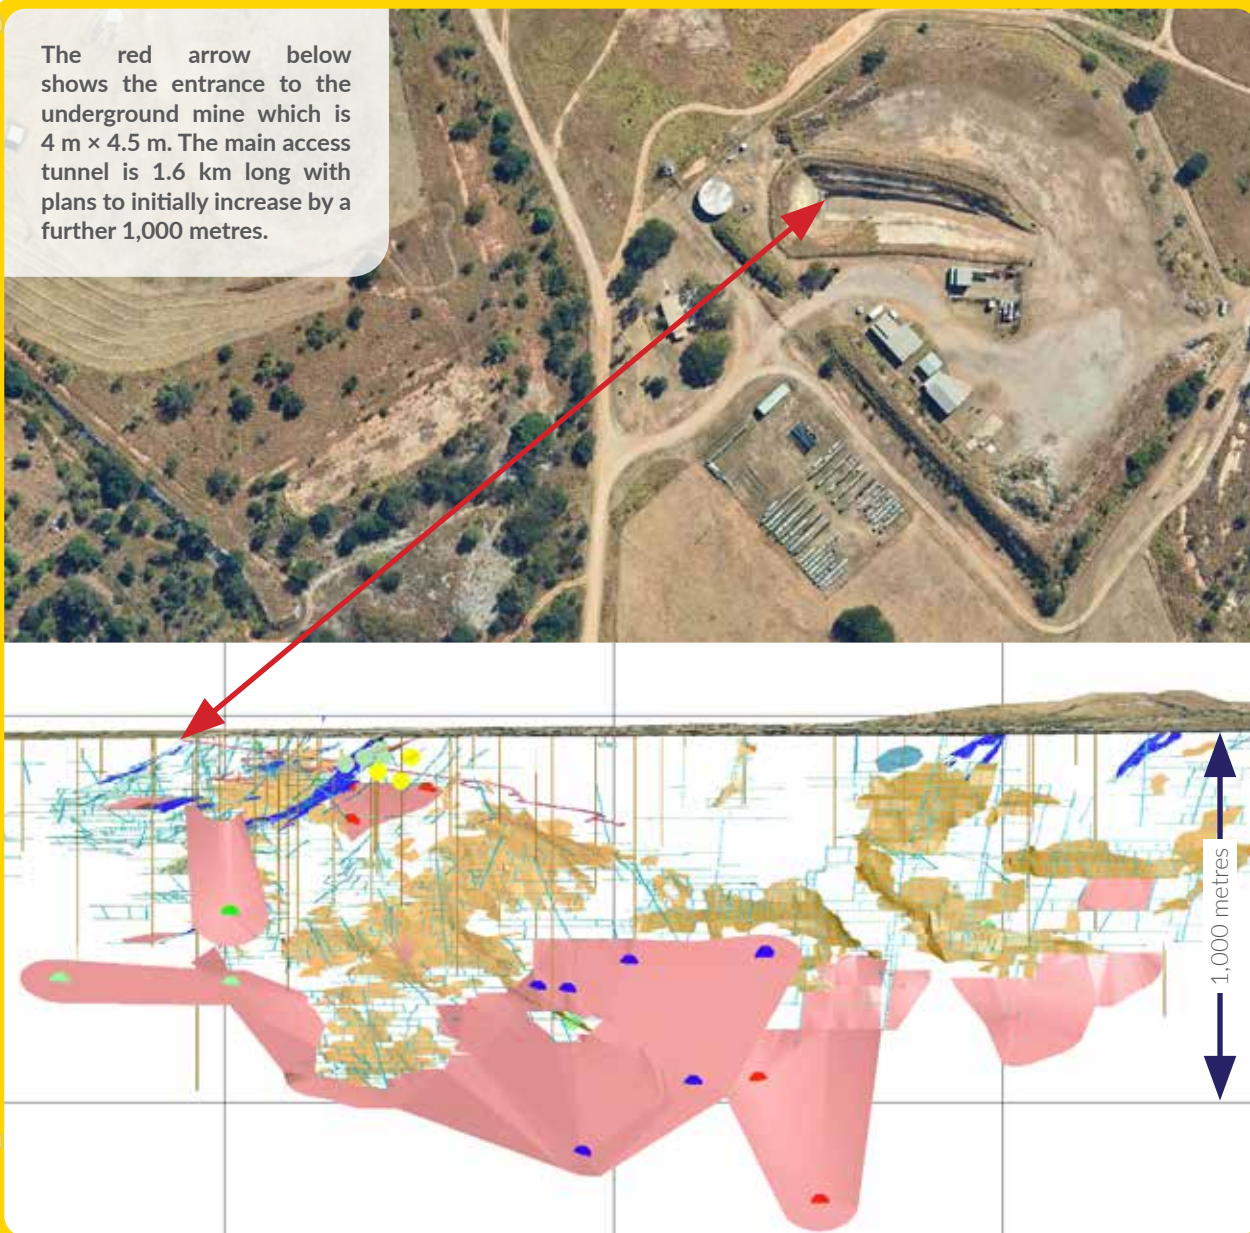 The red arrow below
shows the entrance to the
underground mine which is
4 m × 4.5 m. The main access
tunnel is 1.6 km long with
plans to initially increase by a
further 1,000 metres.
1,000 metres